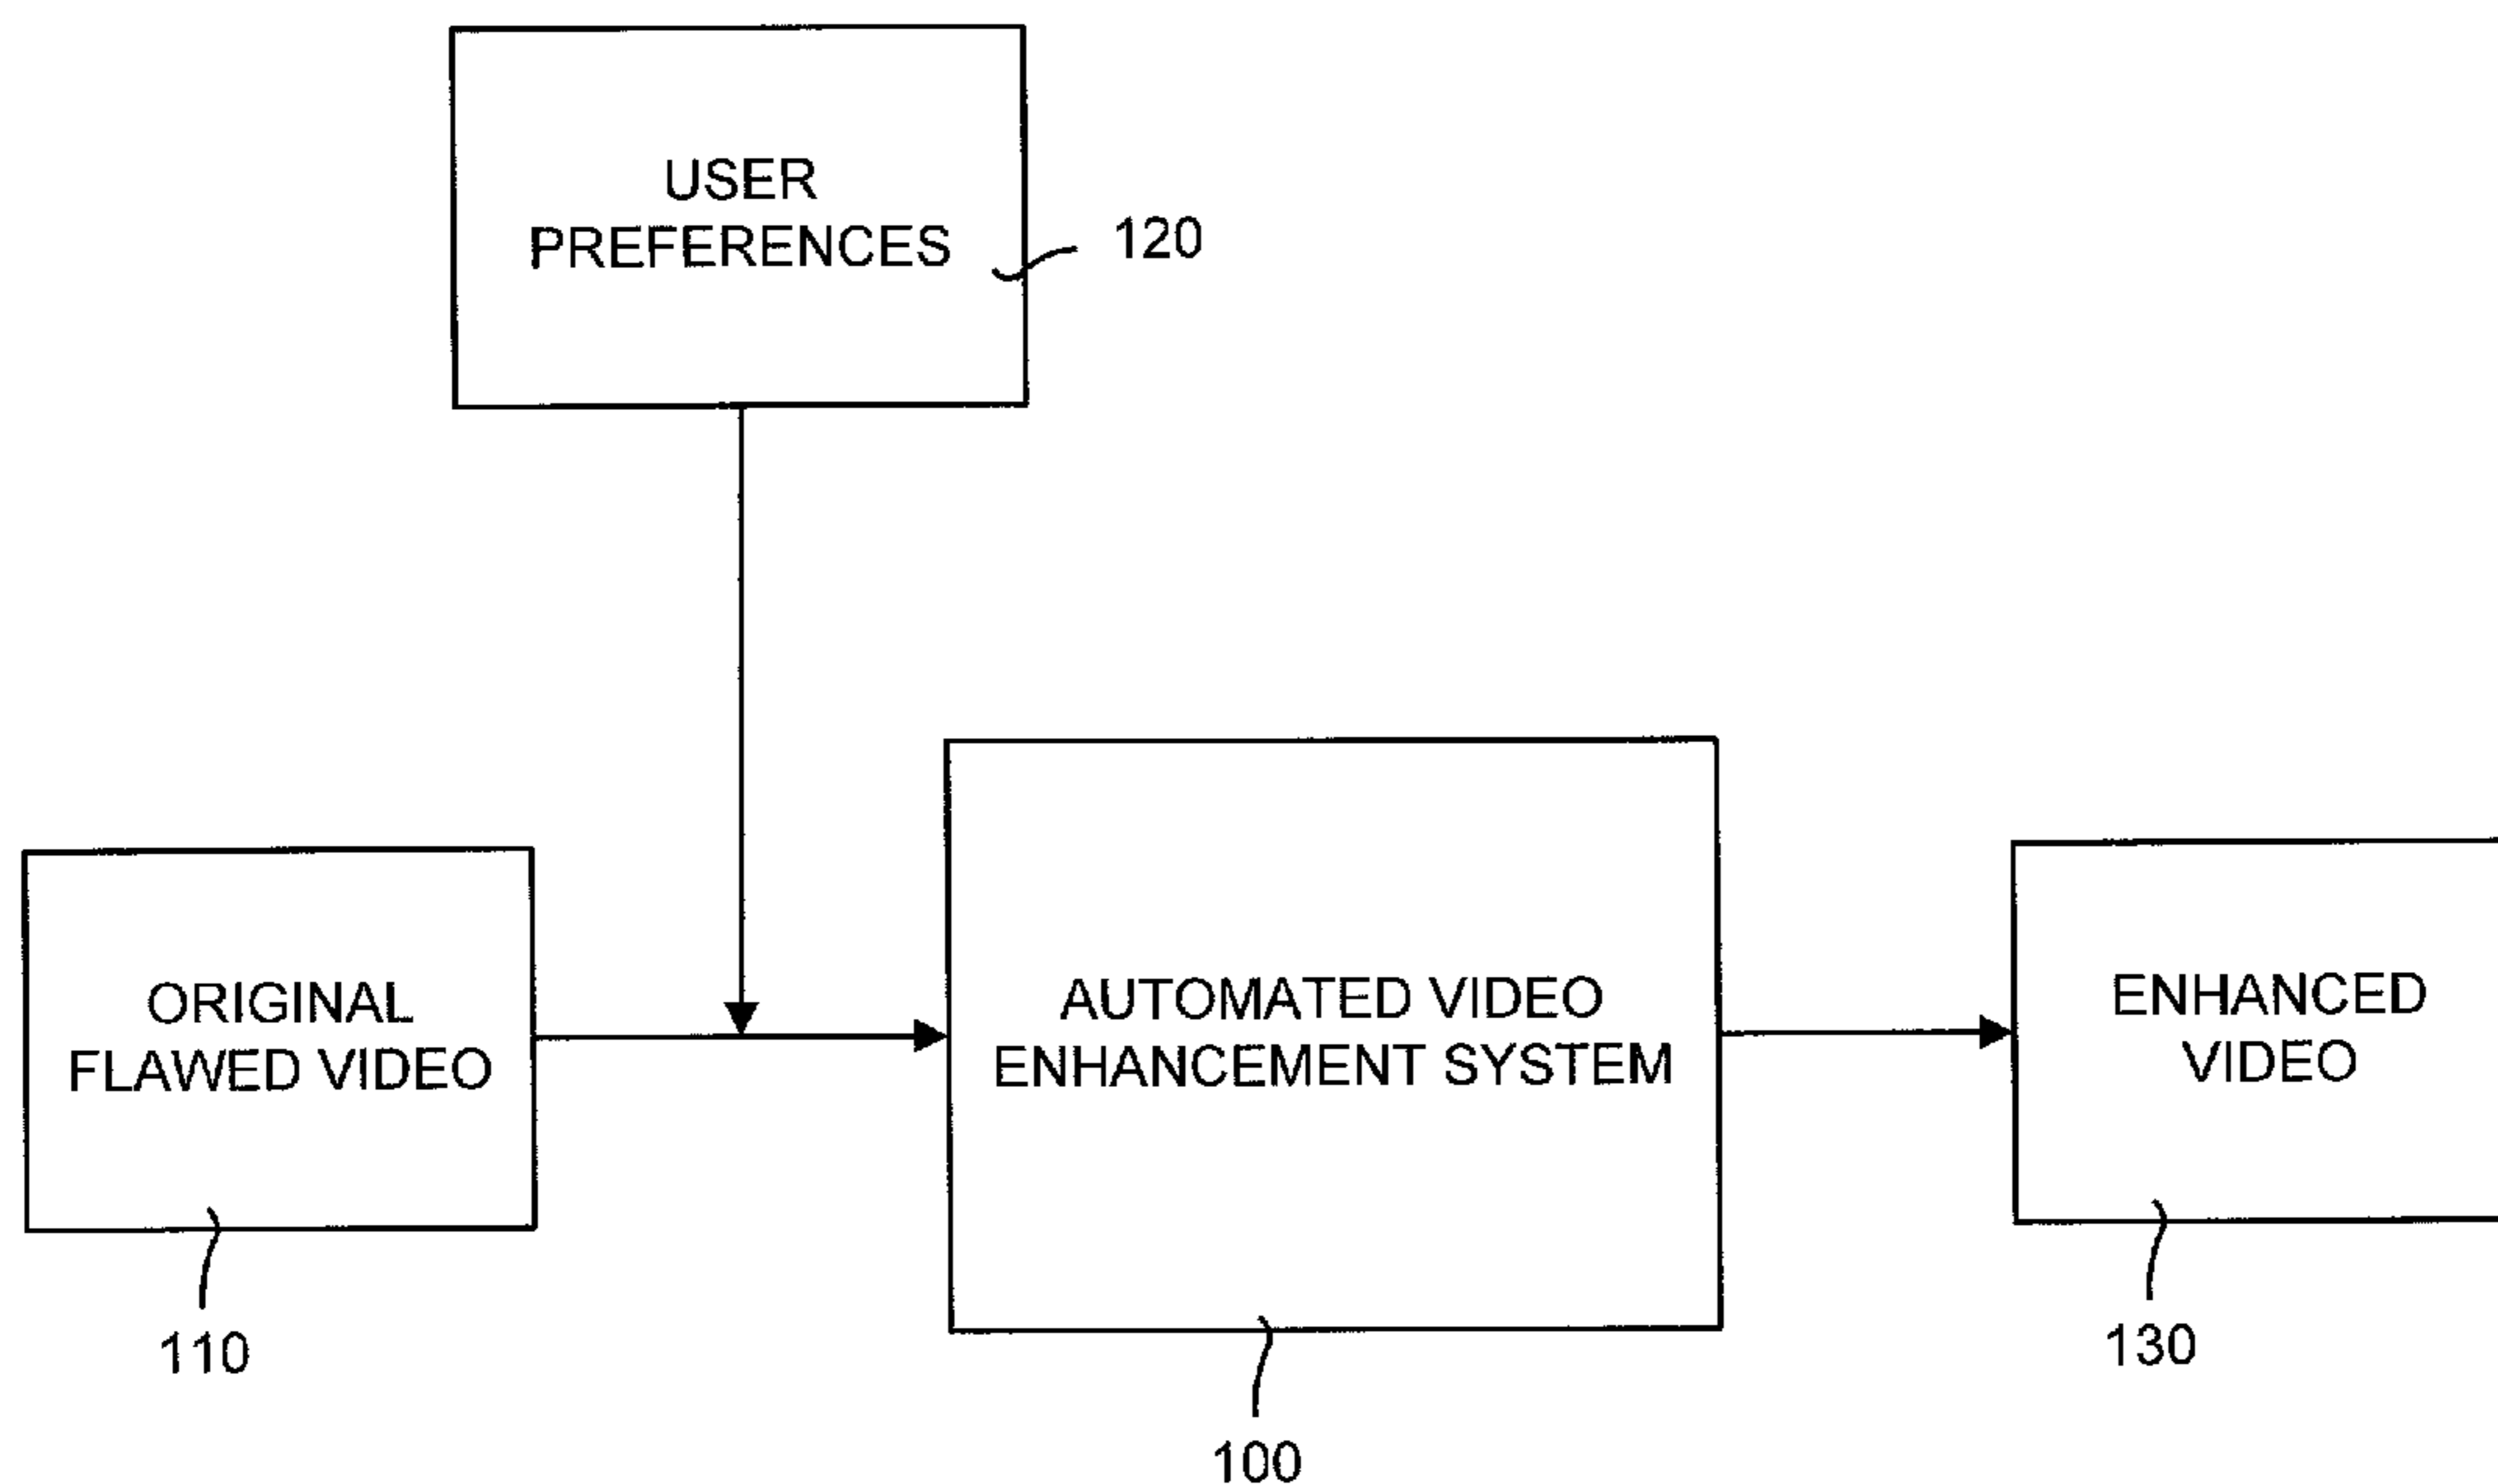 USER
PREFERENCES
120
ORIGINAL
FLAWED VIDEO
110
AUTOMATED VIDEO
ENHANCEMENT SYSTEM
100
ENHANCED
VIDEO
130